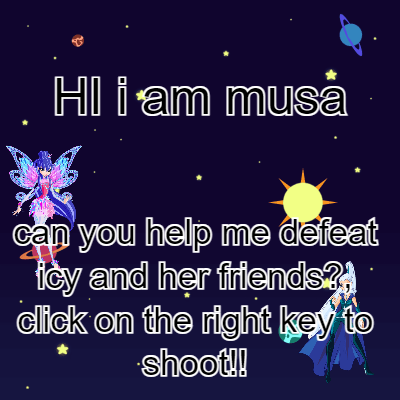 HI i am musa
can you help me defeat
icy and her friends?
click on the right key to
shoot!!